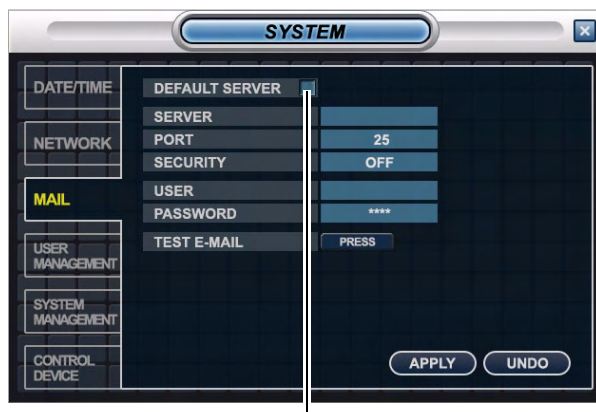 SYSTEM
DATE/TIME
NETWORK
MAIL
USER
MANAGEMENT
SYSTEM
MANAGEMENT
CONTROL
DEVICE
DEFAULT SERVER
SERVER
PORT 25
SECURITY OFF
USER
PASSWORD ****
TEST E-MAIL PRESS
APPLY UNDO